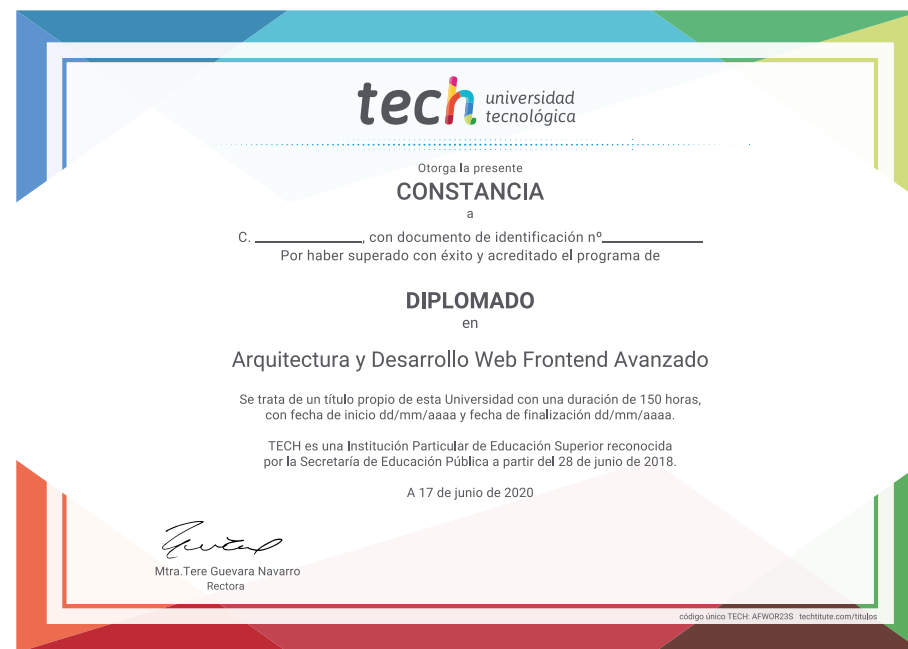 tech universidad
tecnológica
Otorga la presente
CONSTANCIA
a
C. ____________, con documento de identificación nº____________
Por haber superado con éxito y acreditado el programa de
DIPLOMADO
en
Arquitectura y Desarrollo Web Frontend Avanzado
Se trata de un título propio de esta Universidad con una duración de 150 horas,
con fecha de inicio dd/mm/aaaa y fecha de finalización dd/mm/aaaa.
TECH es una Institución Particular de Educación Superior reconocida
por la Secretaría de Educación Pública a partir del 28 de junio de 2018.
A 17 de junio de 2020
Mtra.Tere Guevara Navarro
Rectora
código único TECH: AFWOR23S techtitute.com/titulos